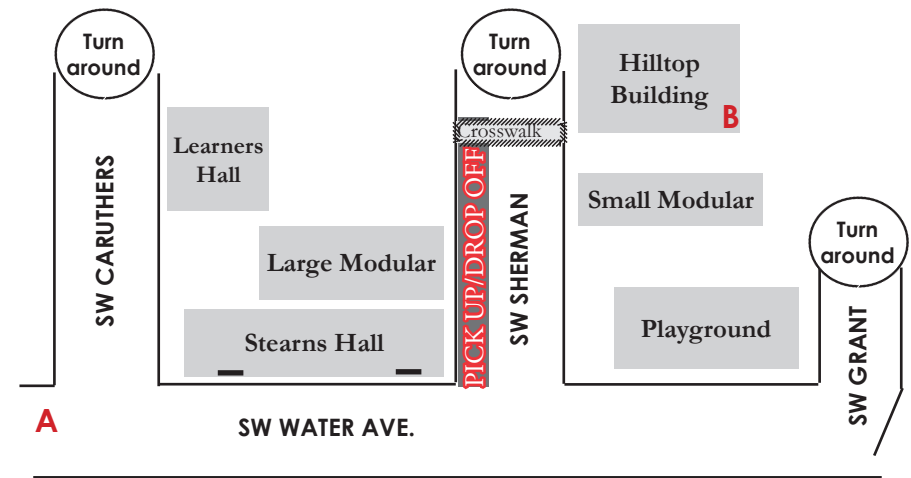 Turn
around
Turn
around
Hilltop
Building
B
Crosswalk
Learners
Hall
SW CARUTHERS
PICK UP/DROP OFF
SW SHERMAN
Small Modular
Turn
around
Large Modular
Stearns Hall
Playground
SW GRANT
A
SW WATER AVE.